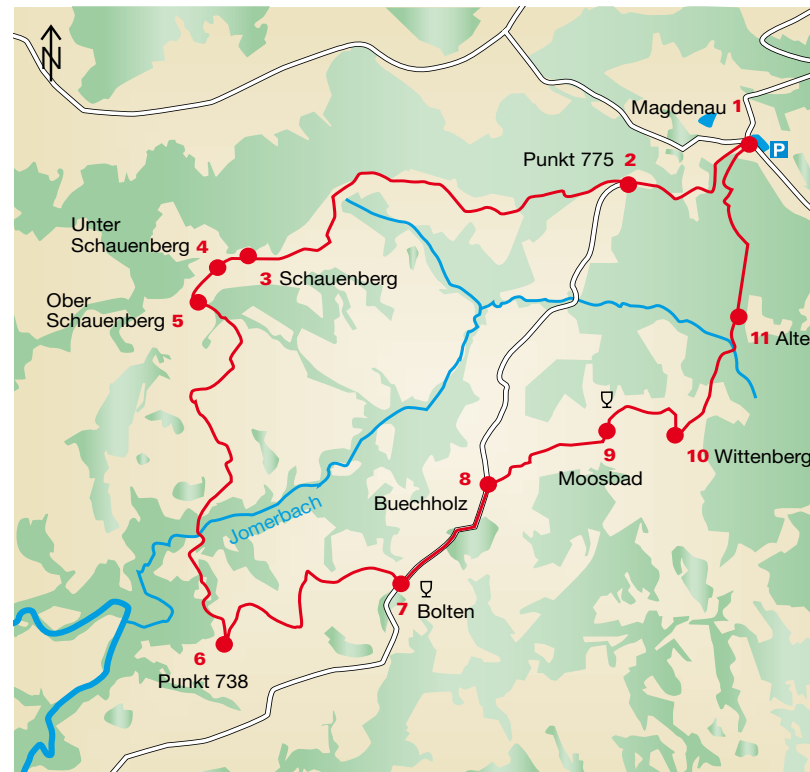 N
Magdenau 1
P
Punkt 775 2
Unter
Schauenberg 4
3 Schauenberg
Ober
Schauenberg 5
11 Alte
9
10 Wittenberg
Moosbad
8
Buechholz
Jomerbach
7 Bolten
6
Punkt 738